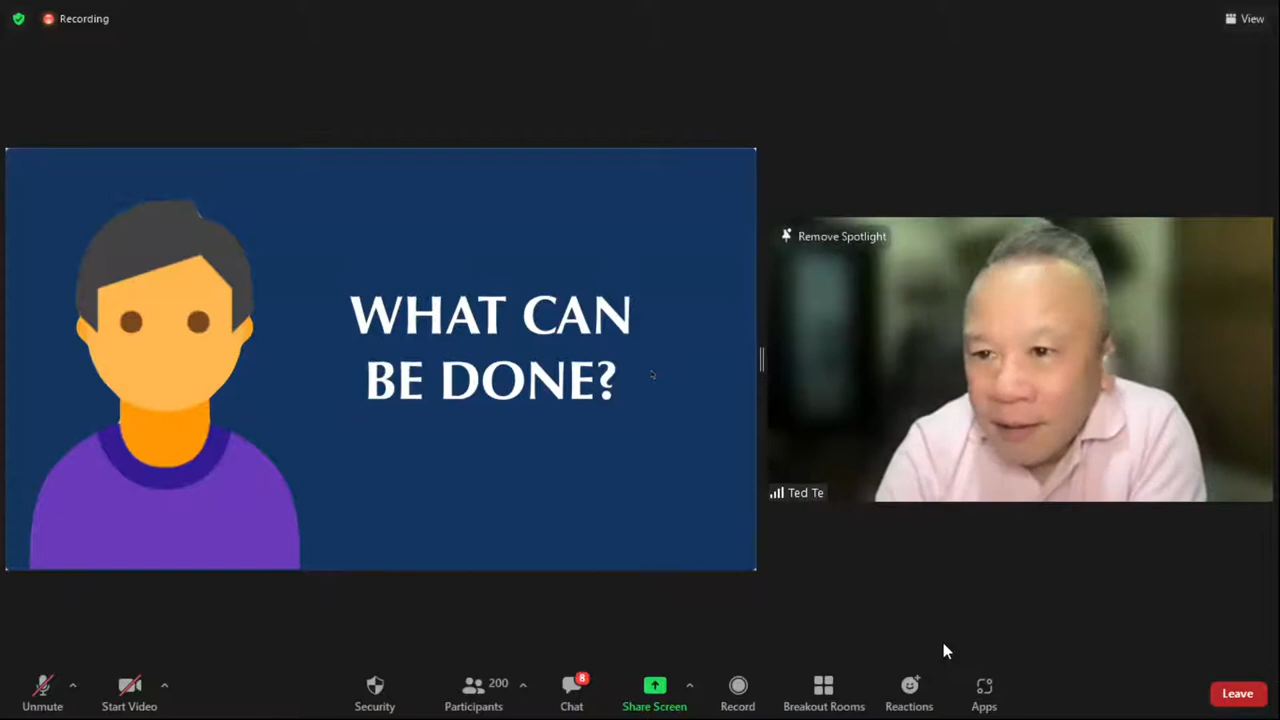 Recording
View
WHAT CAN
BE DONE?
Remove Spotlight
Ted Te
200
8
Unmute
Start Video
Security
Participants
Chat
Share Screen
Record
Breakout Rooms
Reactions
Apps
Leave